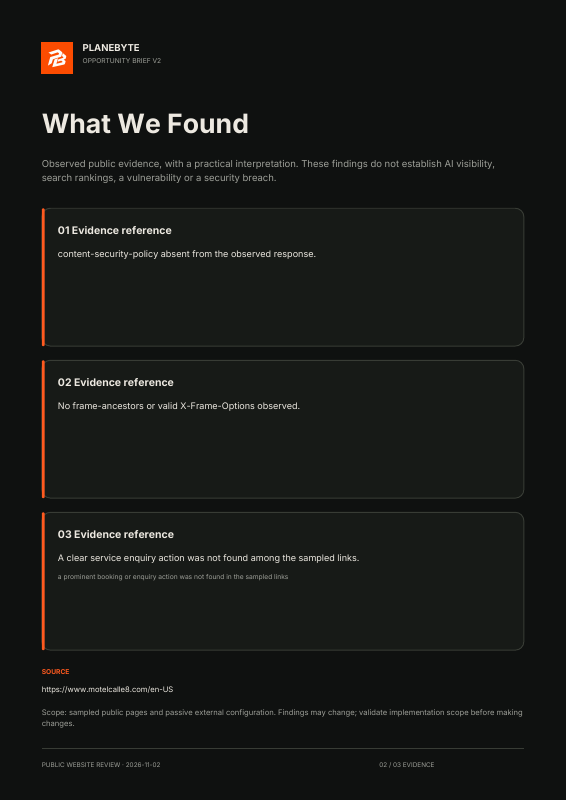 PLANEBYTE
OPPORTUNITY BRIEF V2
What We Found
Observed public evidence, with a practical interpretation. These findings do not establish AI visibility,
search rankings, a vulnerability or a security breach.
01 Evidence reference
content-security-policy absent from the observed response.
02 Evidence reference
No frame-ancestors or valid X-Frame-Options observed.
03 Evidence reference
A clear service enquiry action was not found among the sampled links.
a prominent booking or enquiry action was not found in the sampled links
SOURCE
https://www.motelcalle8.com/en-US
Scope: sampled public pages and passive external configuration. Findings may change; validate implementation scope before making
changes.
PUBLIC WEBSITE REVIEW · 2026-11-02
02 / 03 EVIDENCE